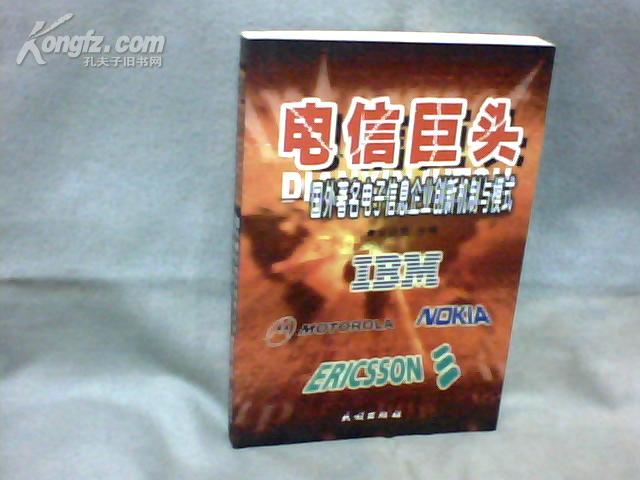 Kongfz.com
孔夫子旧书网
电信巨头
国外著名电子信息企业创新机制与模式
IBM
MOTOROLA
NOKIA
ERICSSON